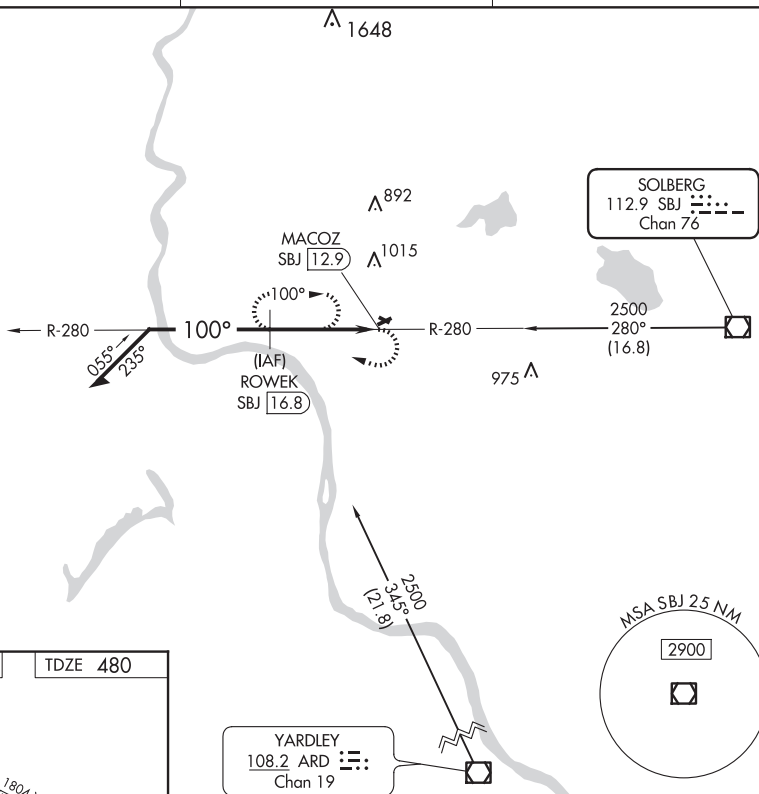 1648
SOLBERG
112.9 SBJ
Chan 76
892
MACOZ
SBJ 12.9
1015
100°
2500
280°
(16.8)
R-280
100°
R-280
055°
235°
(IAF)
ROWEK
SBJ 16.8
975
2500
345°
(21.8)
MSA SBJ 25 NM
2900
TDZE 480
YARDLEY
108.2 ARD
Chan 19
1804